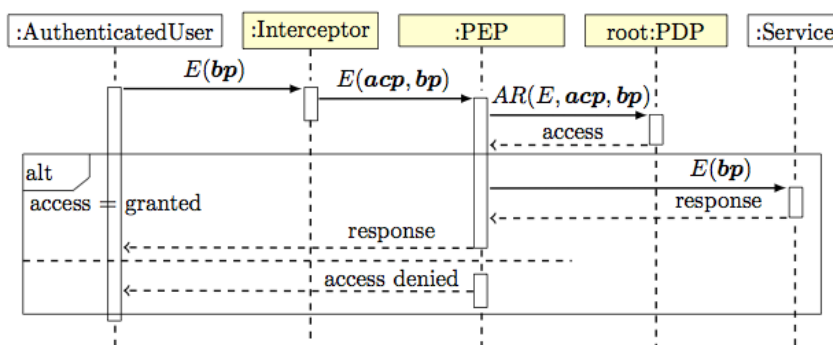 :AuthenticatedUser
:Interceptor
:PEP
root:PDP
:Service
E(bp)
E(acp, bp)
AR(E, acp, bp)
access
alt
E(bp)
access = granted
response
response
access denied